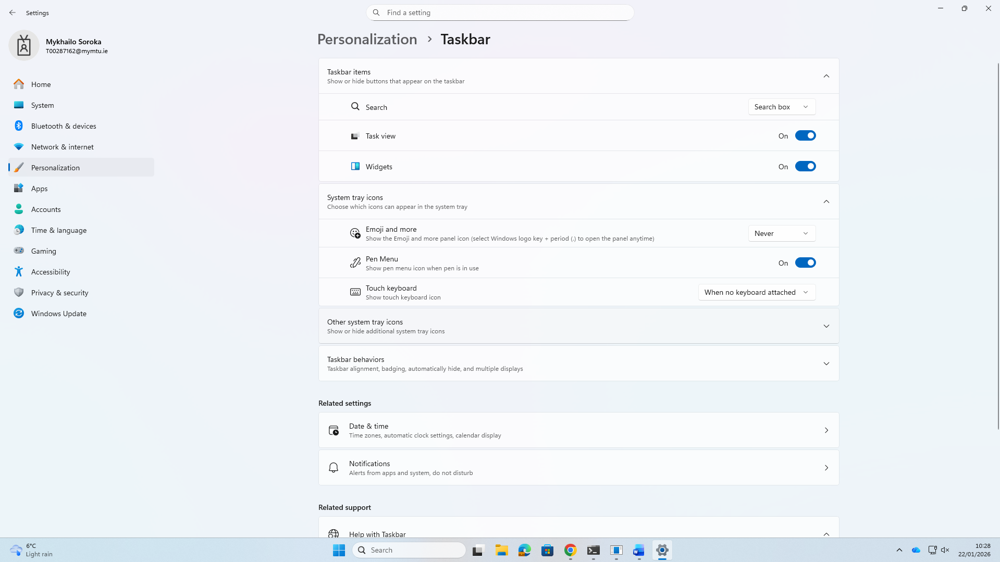 Settings
Find a setting
Mykhailo Soroka
T00287162@mymtu.ie
Home
System
Bluetooth & devices
Network & internet
Personalization
Apps
Accounts
Time & language
Gaming
Accessibility
Privacy & security
Windows Update
Personalization › Taskbar
Taskbar items
Show or hide buttons that appear on the taskbar
Search
Search box
Task view
On
Widgets
On
System tray icons
Choose which icons can appear in the system tray
Emoji and more
Show the Emoji and more panel icon (select Windows logo key + period (.) to open the panel anytime)
Never
Pen Menu
Show pen menu icon when pen is in use
On
Touch keyboard
Show touch keyboard icon
When no keyboard attached
Other system tray icons
Show or hide additional system tray icons
Taskbar behaviors
Taskbar alignment, badging, automatically hide, and multiple displays
Related settings
Date & time
Time zones, automatic clock settings, calendar display
Notifications
Alerts from apps and system, do not disturb
Related support
Help with Taskbar
6°C
Light rain
Search
10:28
22/01/2026